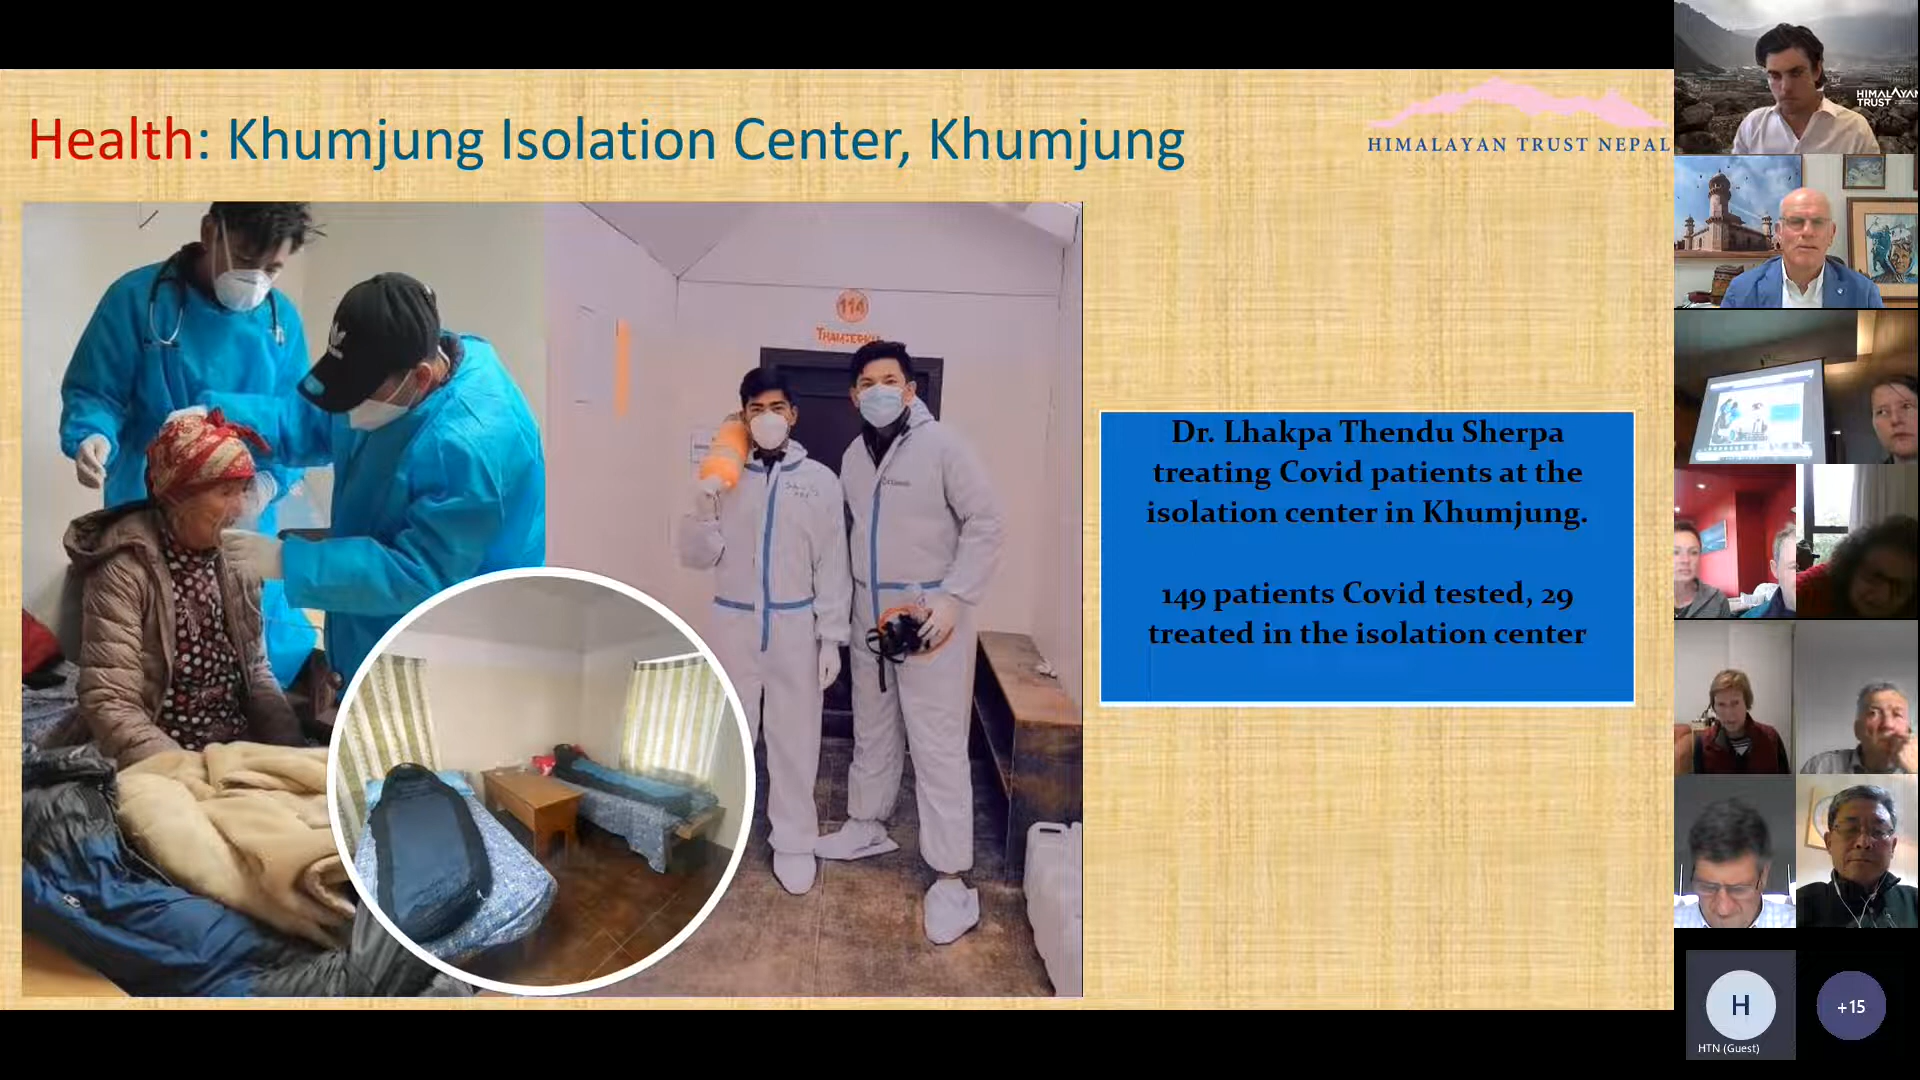 Health: Khumjung Isolation Center, Khumjung
HIMALAYAN TRUST NEPAL
114
Dr. Lhakpa Thendu Sherpa
treating Covid patients at the
isolation center in Khumjung.
149 patients Covid tested, 29
treated in the isolation center
HIMALAYAN
TRUST
H
HTN (Guest)
+15